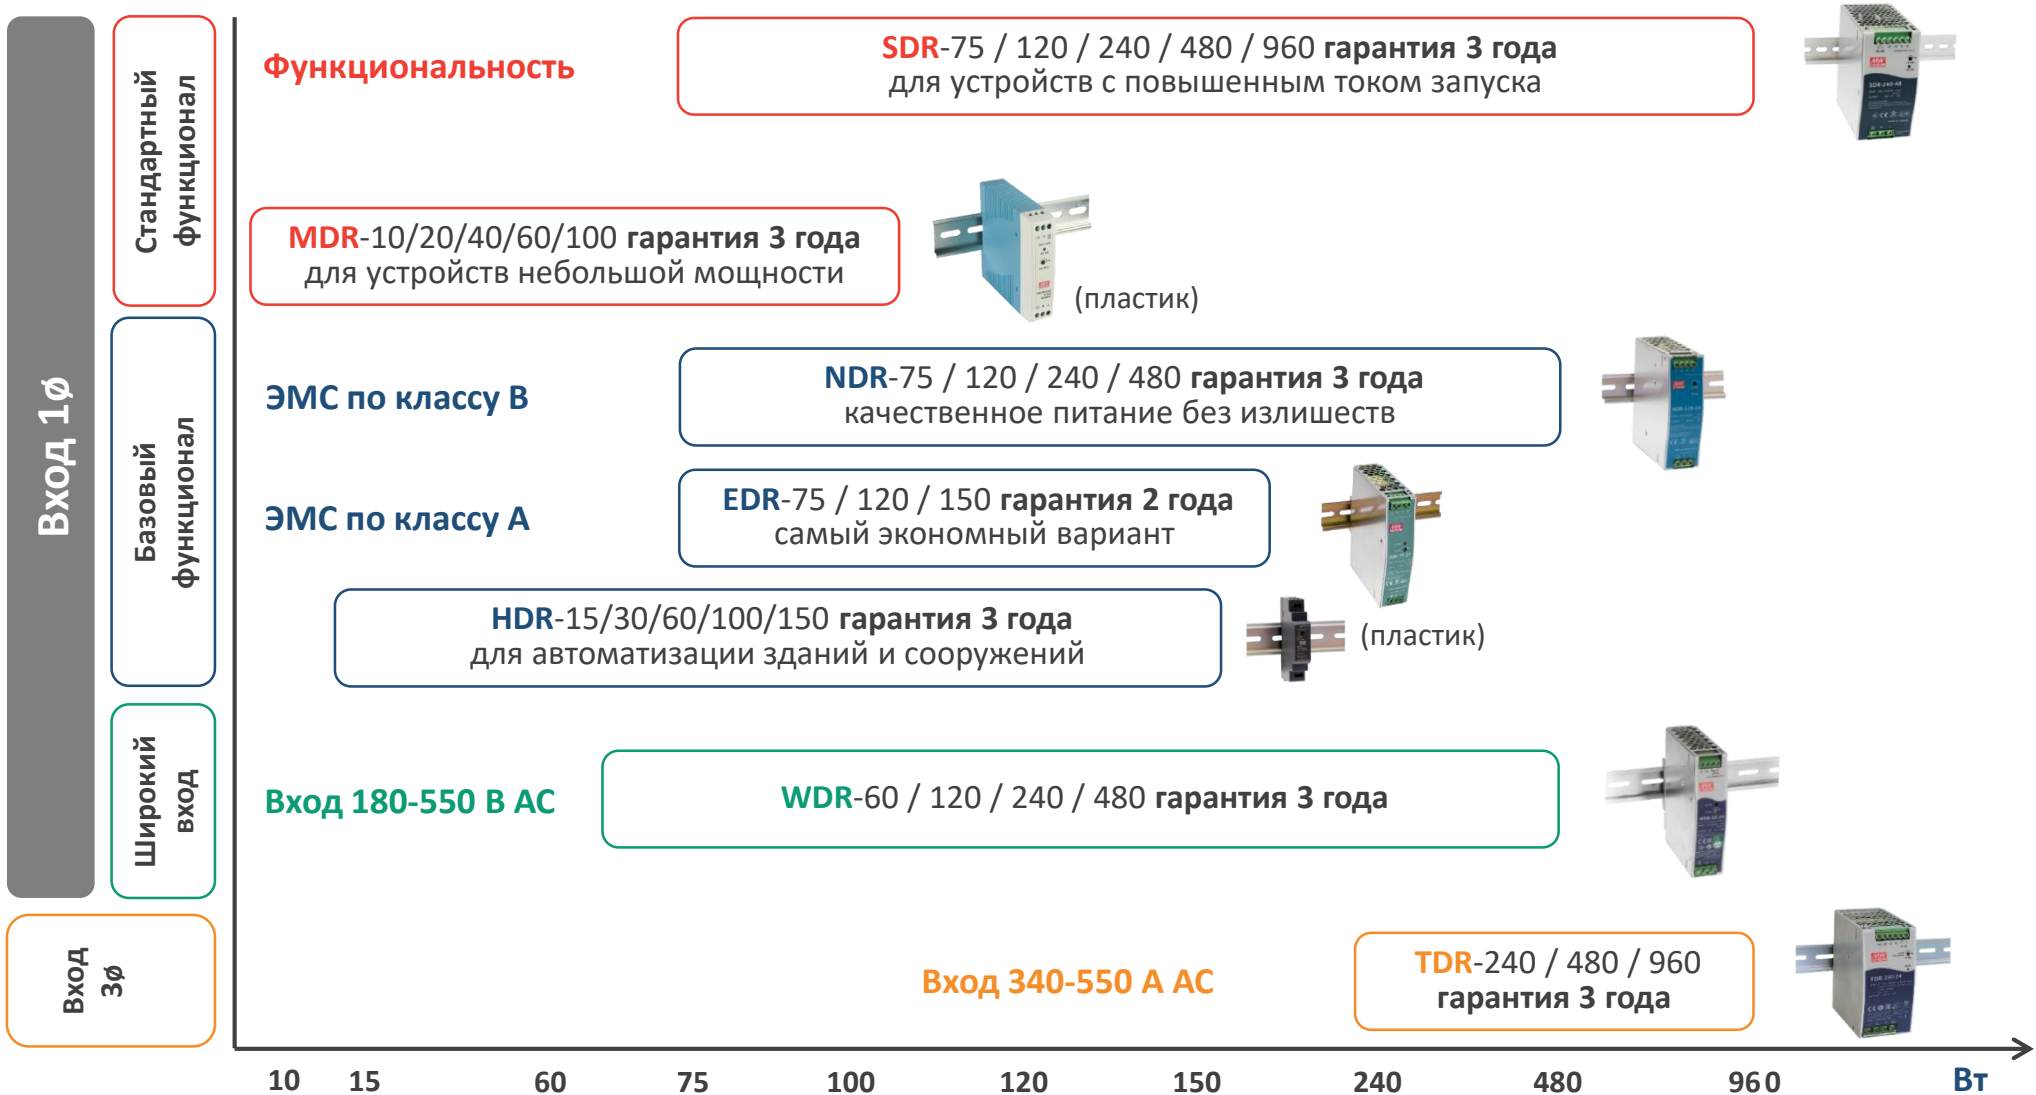 Вход 1ø
Стандартный
функционал
Функциональность
SDR-75 / 120 / 240 / 480 / 960 гарантия 3 года
для устройств с повышенным током запуска
MDR-10/20/40/60/100 гарантия 3 года
для устройств небольшой мощности
(пластик)
Базовый
функционал
ЭМС по классу B
NDR-75 / 120 / 240 / 480 гарантия 3 года
качественное питание без излишеств
ЭМС по классу А
EDR-75 / 120 / 150 гарантия 2 года
самый экономный вариант
HDR-15/30/60/100/150 гарантия 3 года
для автоматизации зданий и сооружений
(пластик)
Широкий
вход
Вход 180-550 В AC
WDR-60 / 120 / 240 / 480 гарантия 3 года
Вход
3ø
Вход 340-550 А AC
TDR-240 / 480 / 960
гарантия 3 года
10 15 60 75 100 120 150 240 480 960 Вт